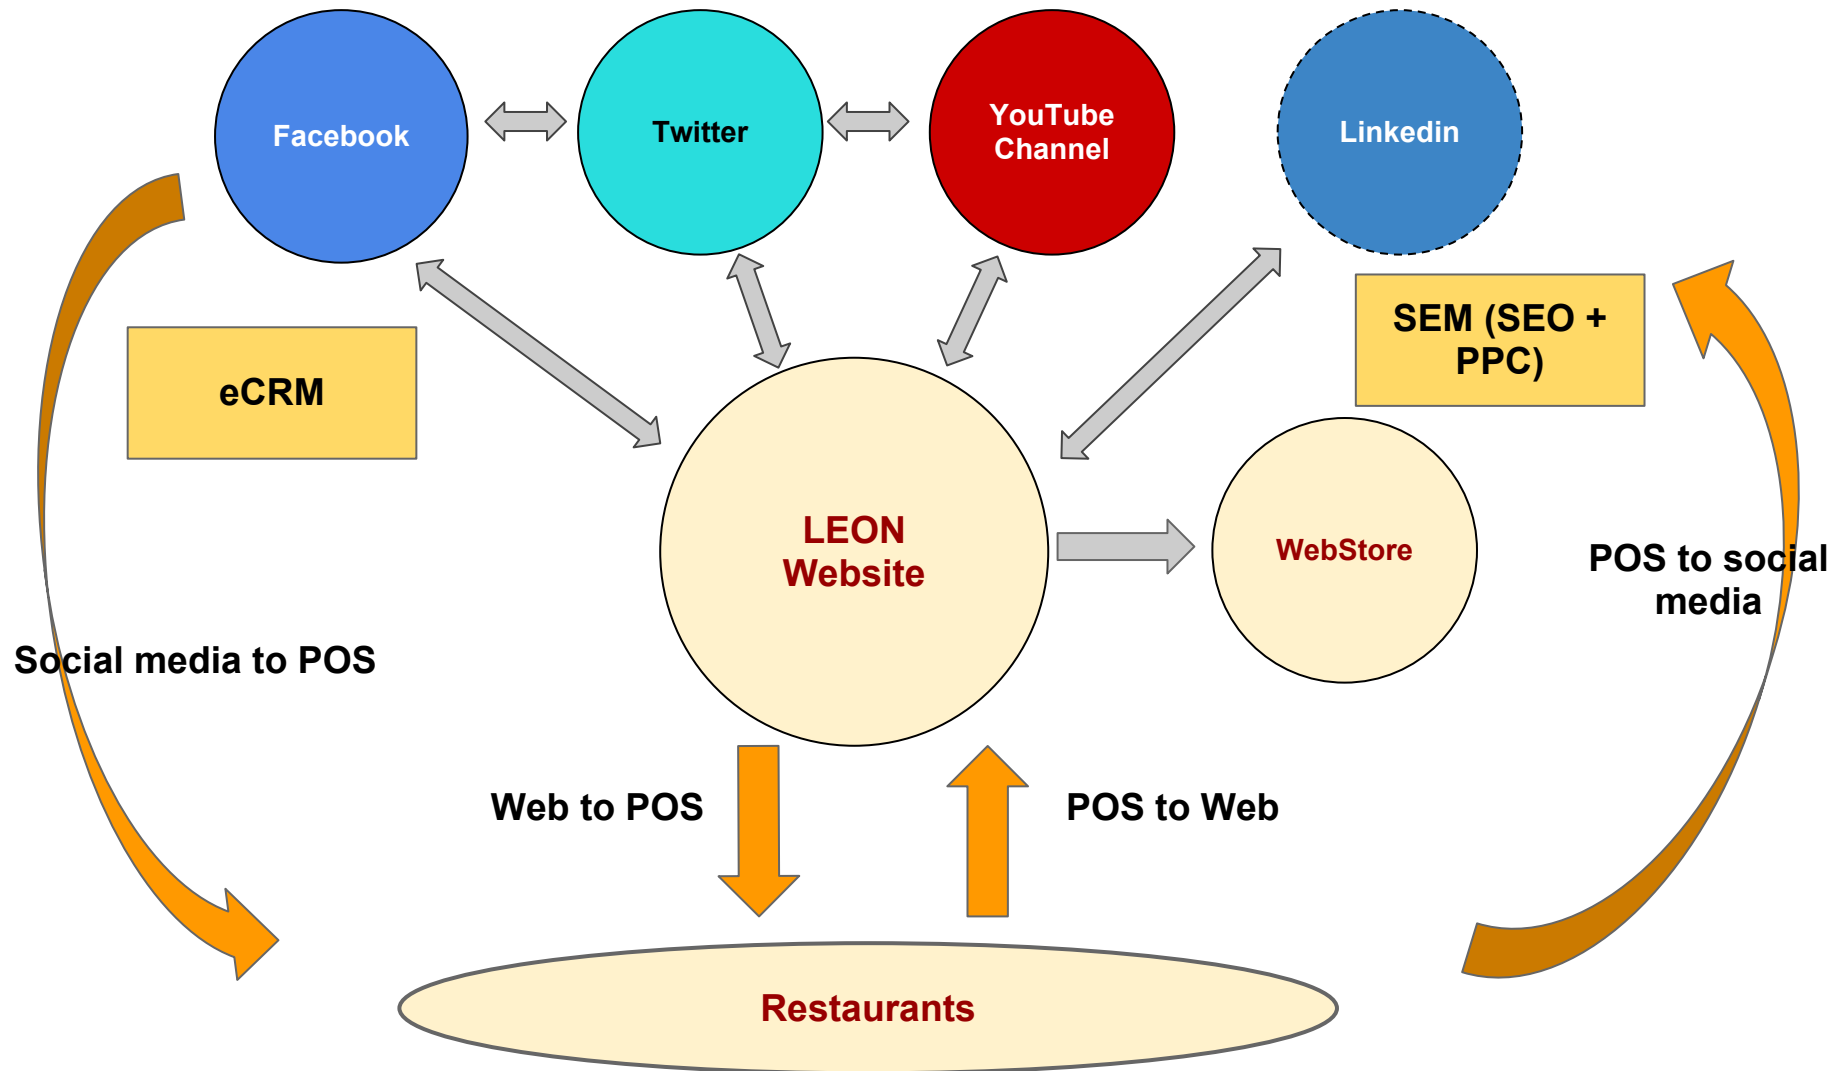 Facebook
Twitter
YouTube
Channel
Linkedin
SEM (SEO +
PPC)
eCRM
LEON
Website
WebStore
POS to social
media
Social media to POS
Web to POS
POS to Web
Restaurants